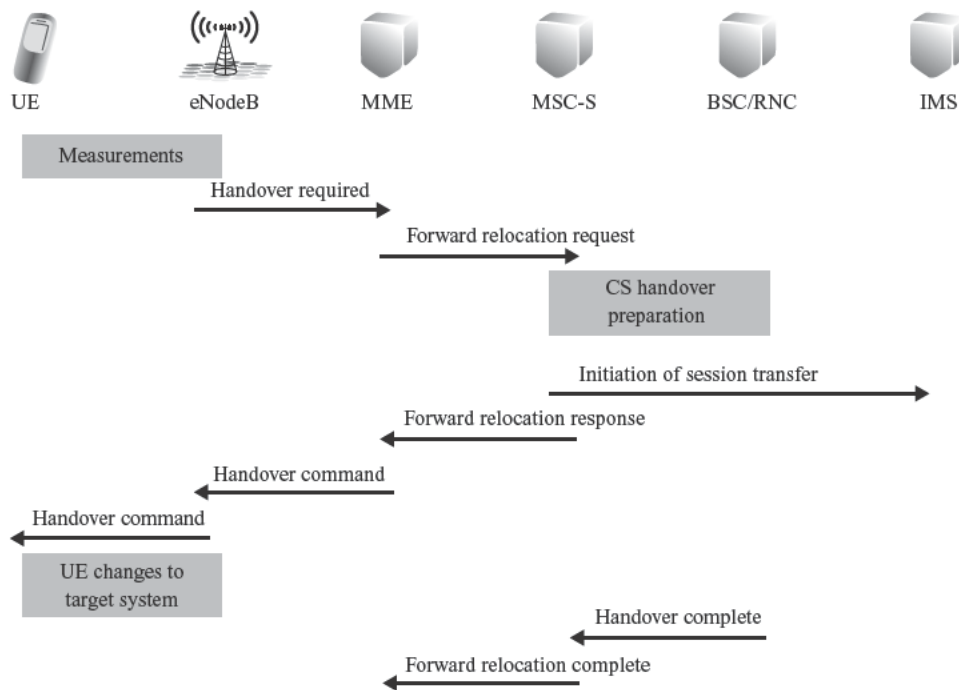 UE
eNodeB
MME
MSC-S
BSC/RNC
IMS
Measurements
Handover required
Forward relocation request
CS handover
preparation
Initiation of session transfer
Forward relocation response
Handover command
Handover command
UE changes to
target system
Handover complete
Forward relocation complete